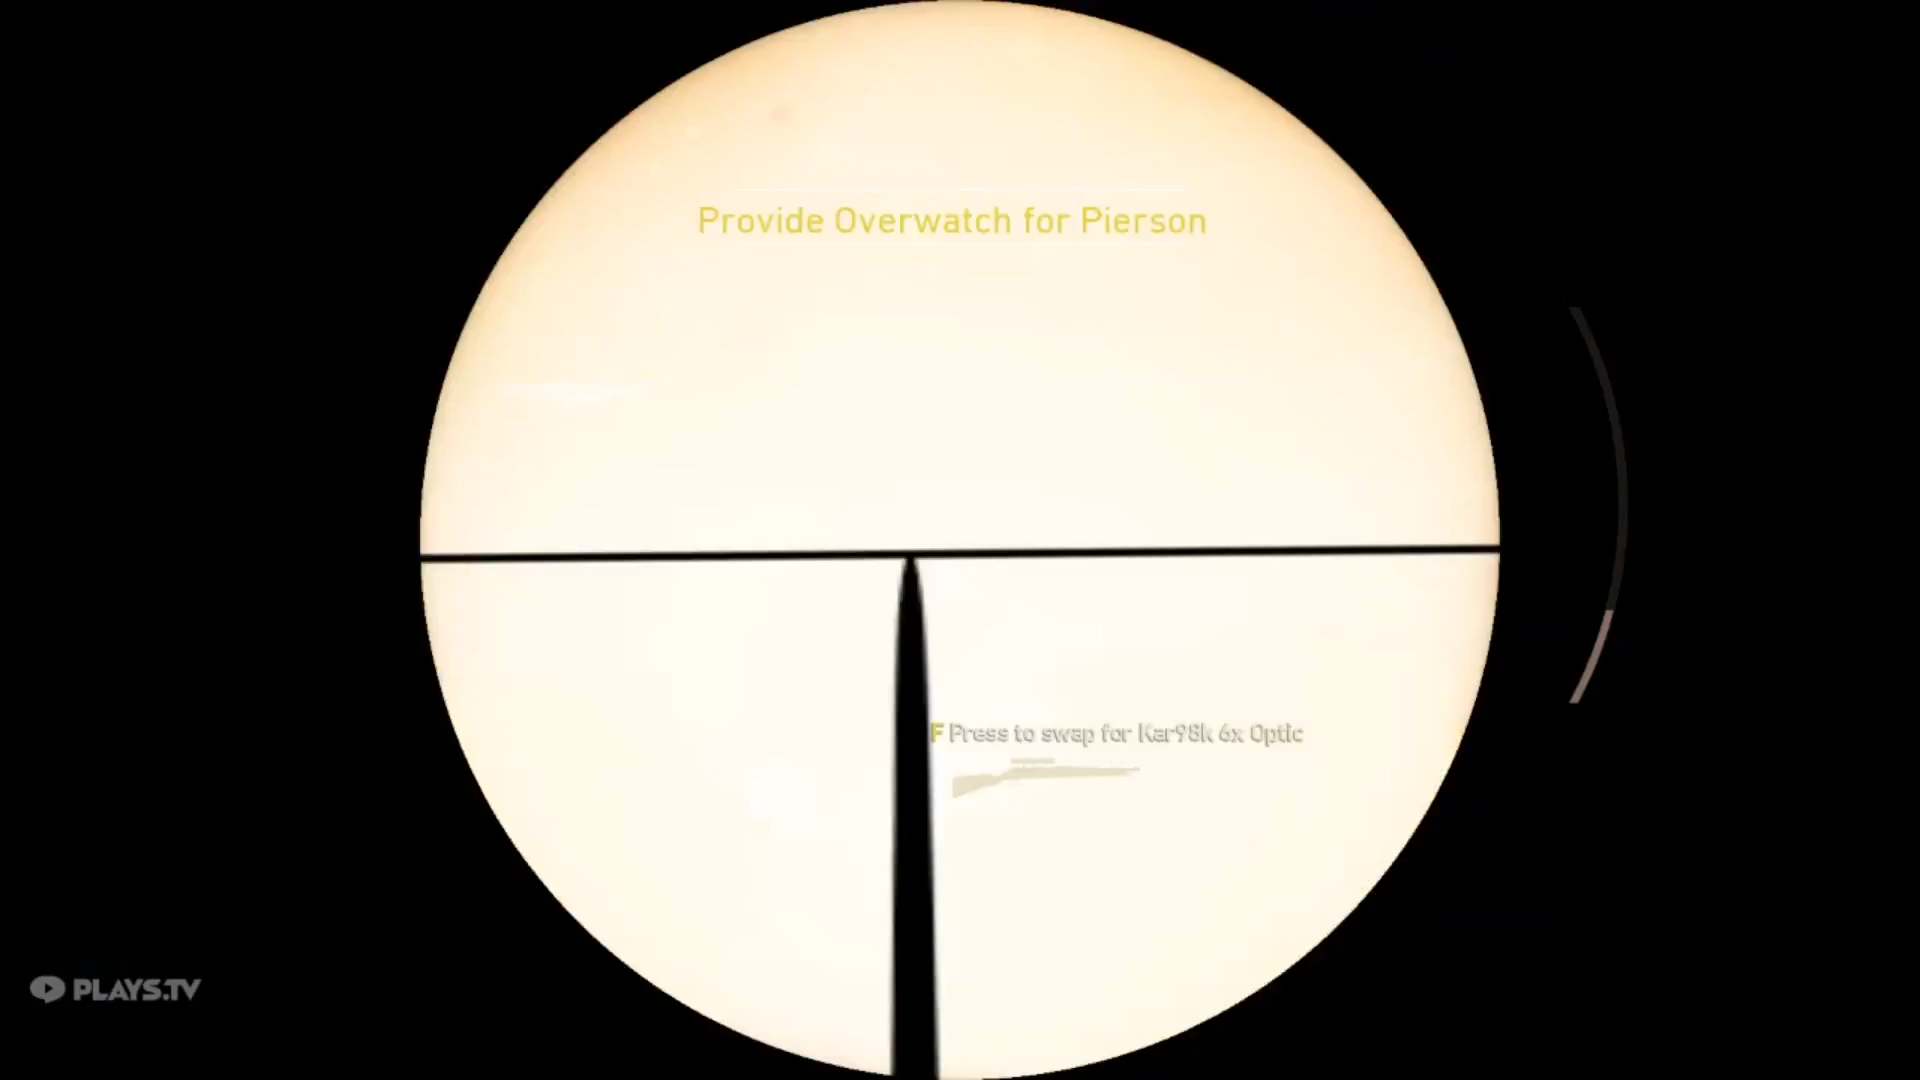 Provide Overwatch for Pierson
F Press to swap for Kar98k 6x Optic
PLAYS.TV